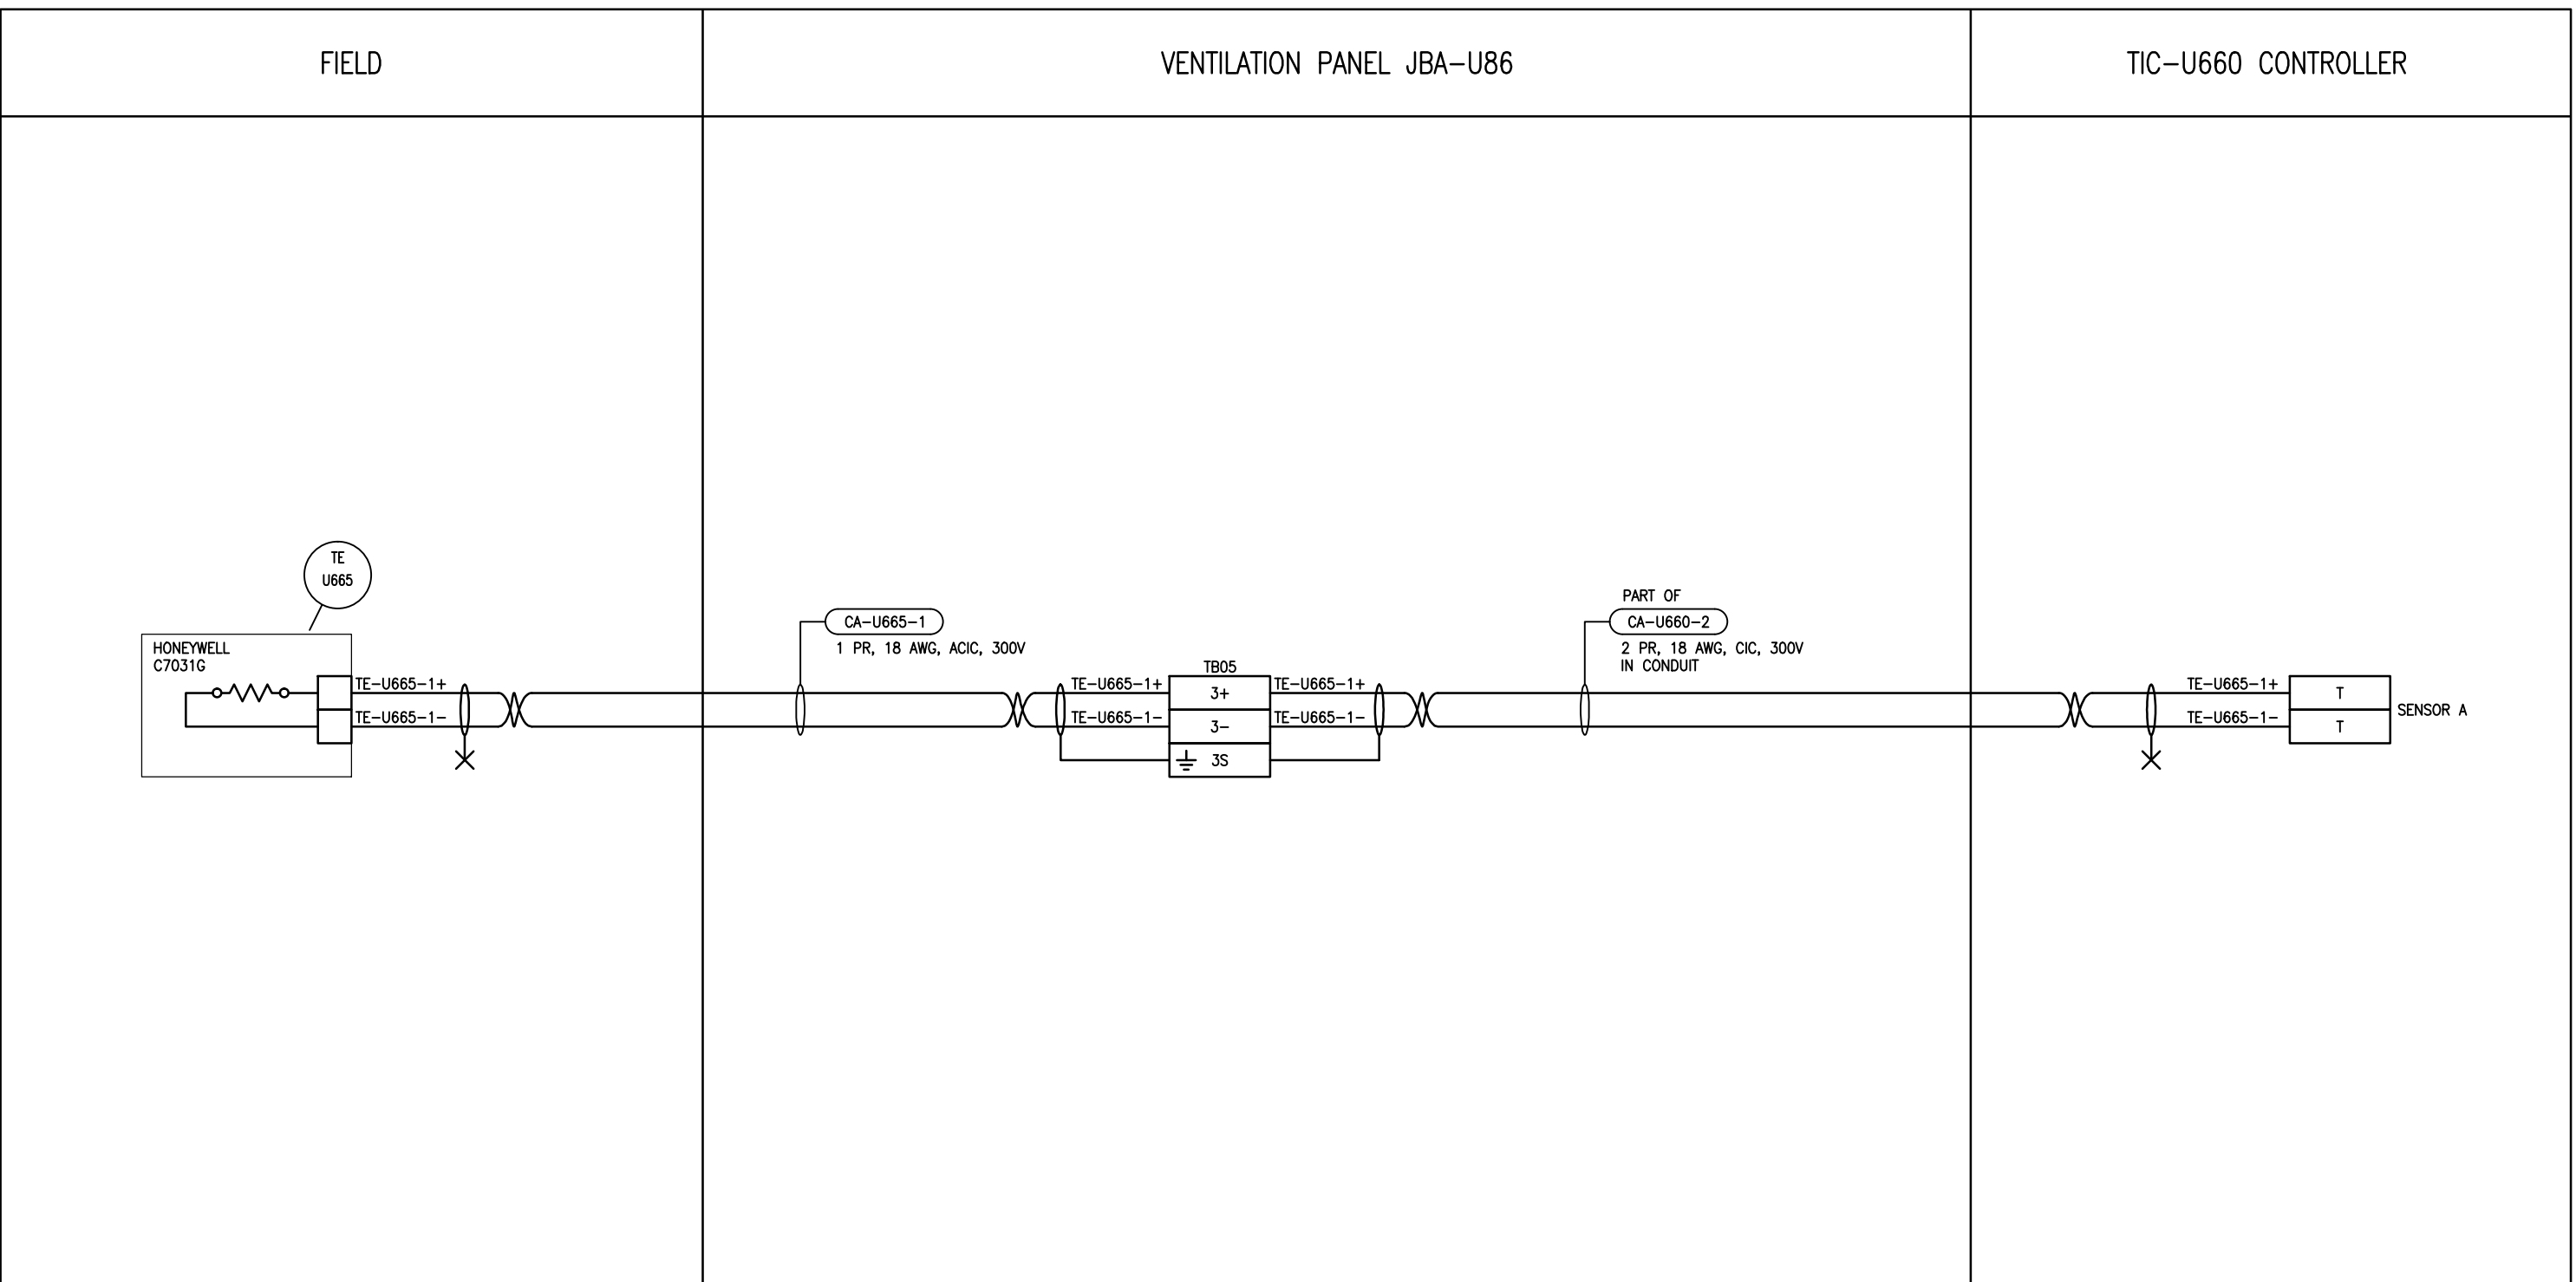 FIELD
VENTILATION PANEL JBA-U86
TIC-U660 CONTROLLER
TE
U665
HONEYWELL
C7031G
TE-U665-1+
TE-U665-1-
CA-U665-1
1 PR, 18 AWG, ACIC, 300V
TE-U665-1+
TE-U665-1-
TB05
3+
3-
3S
TE-U665-1+
TE-U665-1-
PART OF
CA-U660-2
2 PR, 18 AWG, CIC, 300V
IN CONDUIT
TE-U665-1+
TE-U665-1-
T
T
SENSOR A